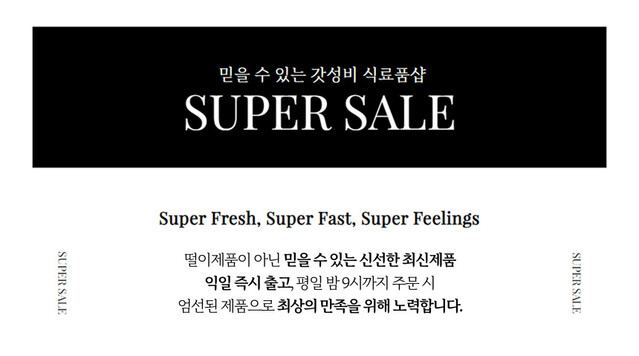 믿을 수 있는 갓성비 식료품샵
SUPER SALE
Super Fresh, Super Fast, Super Feelings
떨이제품이 아닌 믿을 수 있는 신선한 최신제품
익일 즉시 출고, 평일 밤 9시까지 주문 시
엄선된 제품으로 최상의 만족을 위해 노력합니다.
SUPER SALE
SUPER SALE